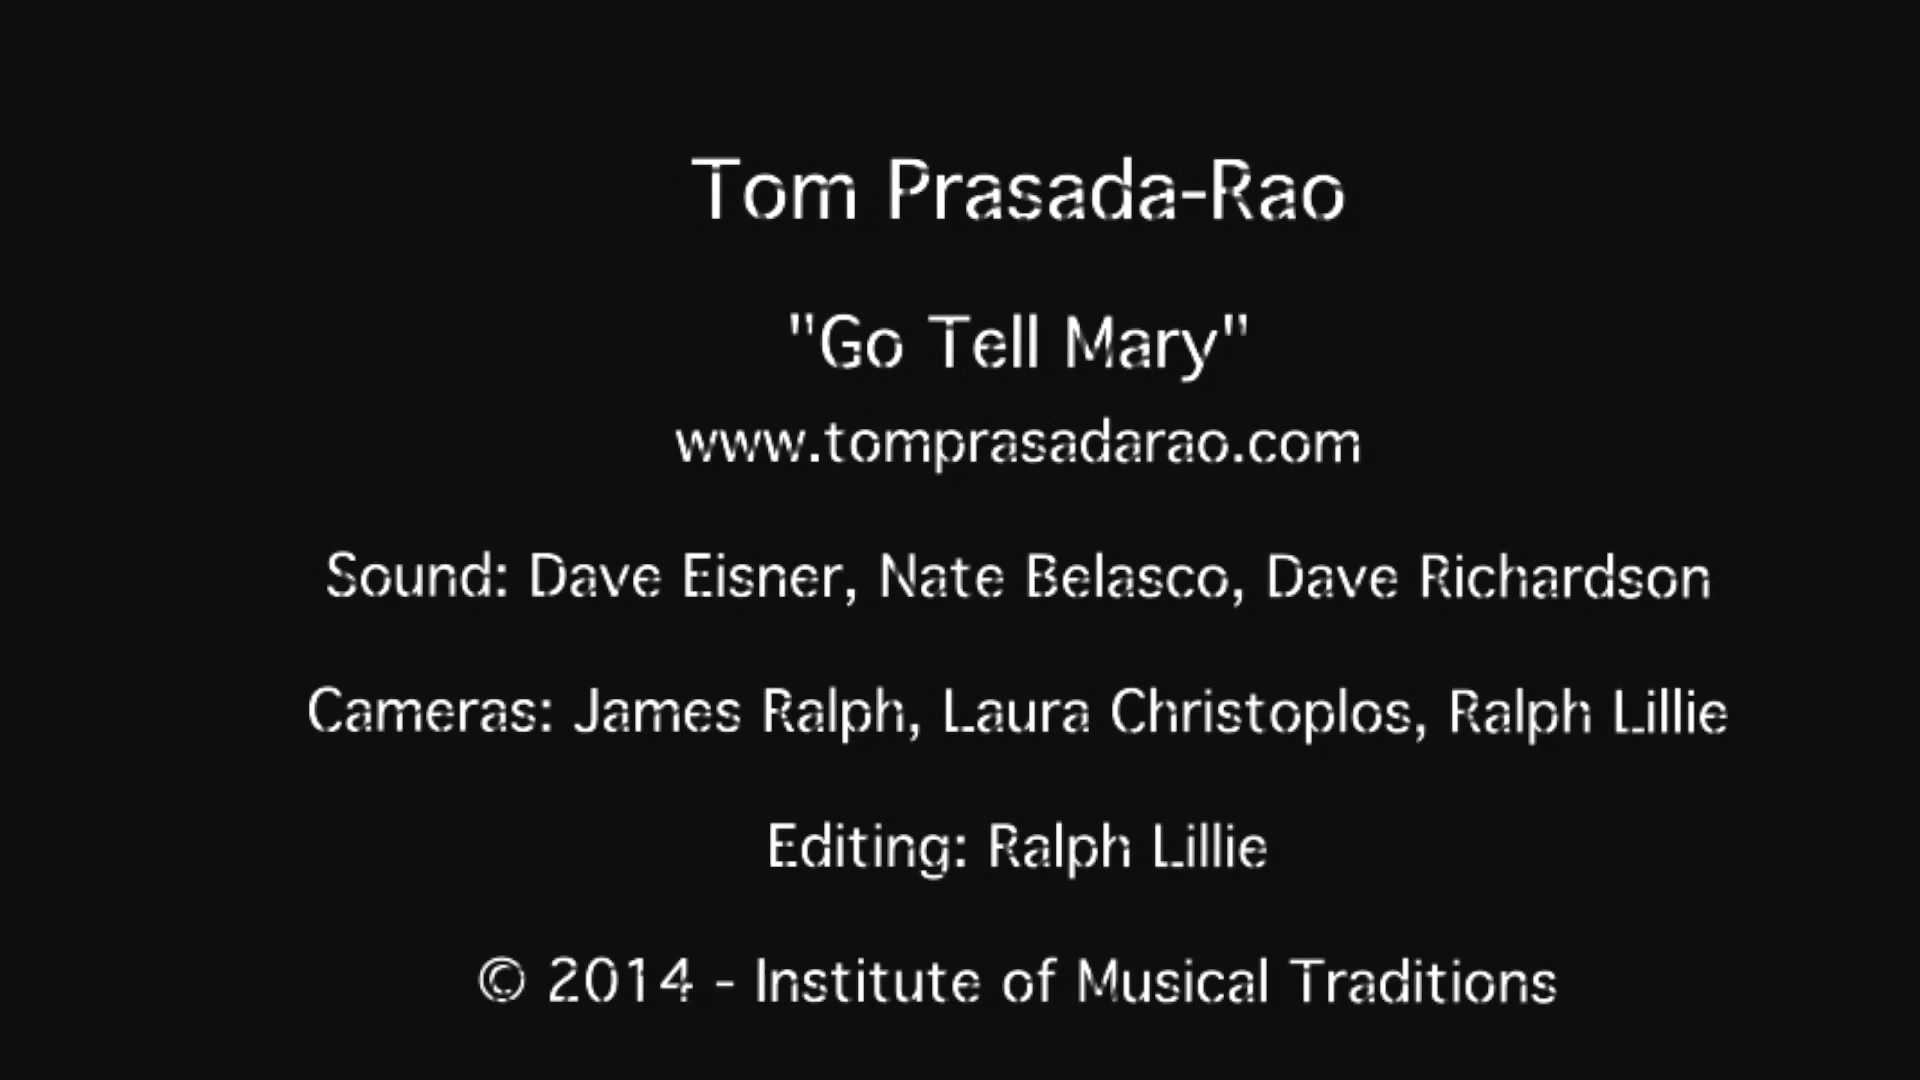 Tom Prasada-Rao
"Go Tell Mary"
www.tomprasadarao.com
Sound: Dave Eisner, Nate Belasco, Dave Richardson
Cameras: James Ralph, Laura Christoplos, Ralph Lillie
Editing: Ralph Lillie
© 2014 - Institute of Musical Traditions